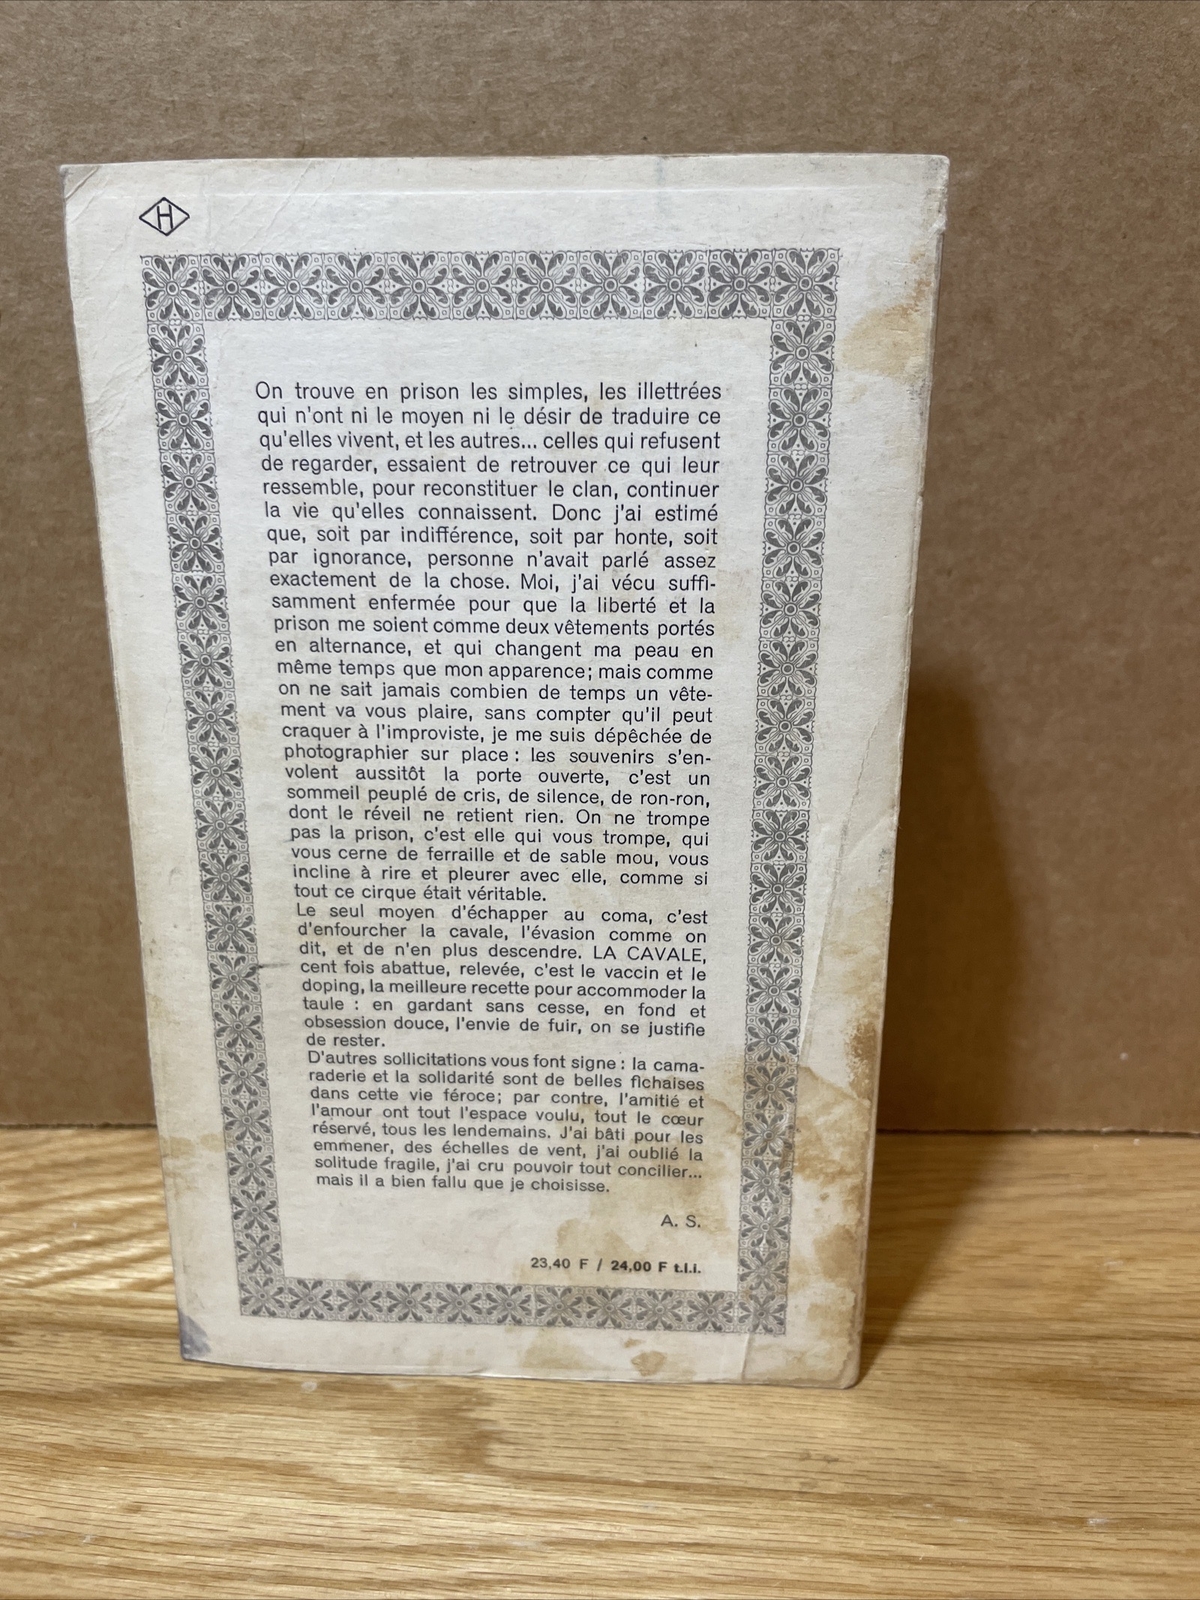 H
On trouve en prison les simples, les illettrées
qui n'ont ni le moyen ni le désir de traduire ce
qu'elles vivent, et les autres... celles qui refusent
de regarder, essaient de retrouver ce qui leur
ressemble, pour reconstituer le clan, continuer
la vie qu'elles connaissent. Donc j'ai estimé
que, soit par indifférence, soit par honte, soit
par ignorance, personne n'avait parlé assez
exactement de la chose. Moi, j'ai vécu suffi-
samment enfermée pour que la liberté et la
prison me soient comme deux vêtements portés
en alternance, et qui changent ma peau en
même temps que mon apparence; mais comme
on ne sait jamais combien de temps un vête-
ment va vous plaire, sans compter qu'il peut
craquer à l'improviste, je me suis dépêchée de
photographier sur place : les souvenirs s'en-
volent aussitôt la porte ouverte, c'est un
sommeil peuplé de cris, de silence, de ron-ron,
dont le réveil ne retient rien. On ne trompe
pas la prison, c'est elle qui vous trompe, qui
vous cerne de ferraille et de sable mou, vous
incline à rire et pleurer avec elle, comme si
tout ce cirque était véritable.
Le seul moyen d'échapper au coma, c'est
d'enfourcher la cavale, l'évasion comme on
dit, et de n'en plus descendre. LA CAVALE,
cent fois abattue, relevée, c'est le vaccin et le
doping, la meilleure recette pour accommoder la
taule : en gardant sans cesse, en fond et
obsession douce, l'envie de fuir, on se justifie
de rester.
D'autres sollicitations vous font signe : la cama-
raderie et la solidarité sont de belles fichaises
dans cette vie féroce; par contre, l'amitié et
l'amour ont tout l'espace voulu, tout le cœur
réservé, tous les lendemains. J'ai bâti pour les
emmener, des échelles de vent, j'ai oublié la
solitude fragile, j'ai cru pouvoir tout concilier...
mais il a bien fallu que je choisisse.
A. S.
23,40 F / 24,00 F t.l.i.